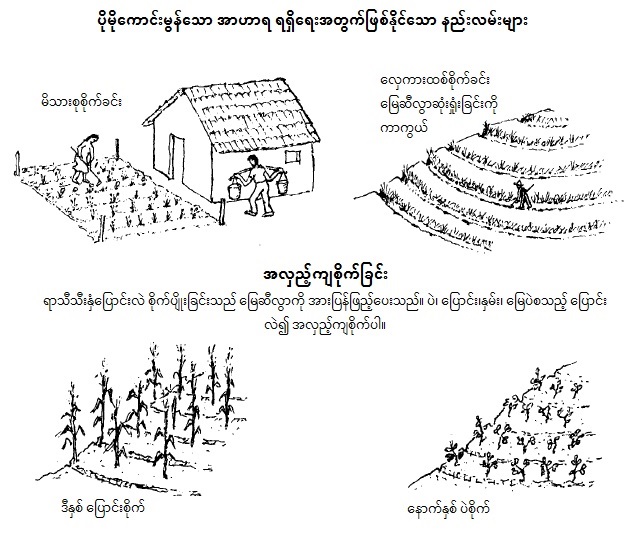 ပိုမိုကောင်းမွန်သော အာဟာရ ရရှိရေးအတွက်ဖြစ်နိုင်သော နည်းလမ်းများ
မိသားစုစိုက်ခင်း
လှေကားထစ်စိုက်ခင်း
မြေဆီလွှာဆုံးရှုံးခြင်းကို
ကာကွယ်
အလှည့်ကျစိုက်ခြင်း
ရာသီသီးနှံပြောင်းလဲ စိုက်ပျိုးခြင်းသည် မြေဆီလွှာကို အားပြန်ဖြည့်ပေးသည်။ ပဲ၊ ပြောင်း၊နှမ်း၊ မြေပဲစသည့် ပြောင်း
လဲ၍ အလှည့်ကျစိုက်ပါ။
ဒီနှစ် ပြောင်းစိုက်
နောက်နှစ် ပဲစိုက်